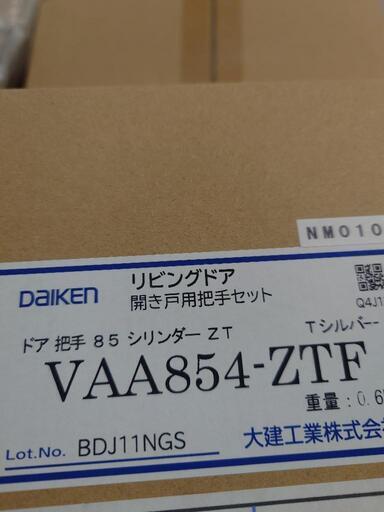 NM010
DAIKEN
リビングドア
開き戸用把手セット
Q4J1
ドア 把手 85 シリンダー ZT
Tシルバー
VAA854-ZTF
重量:0.6
Lot.No. BDJ11NGS
大建工業株式会